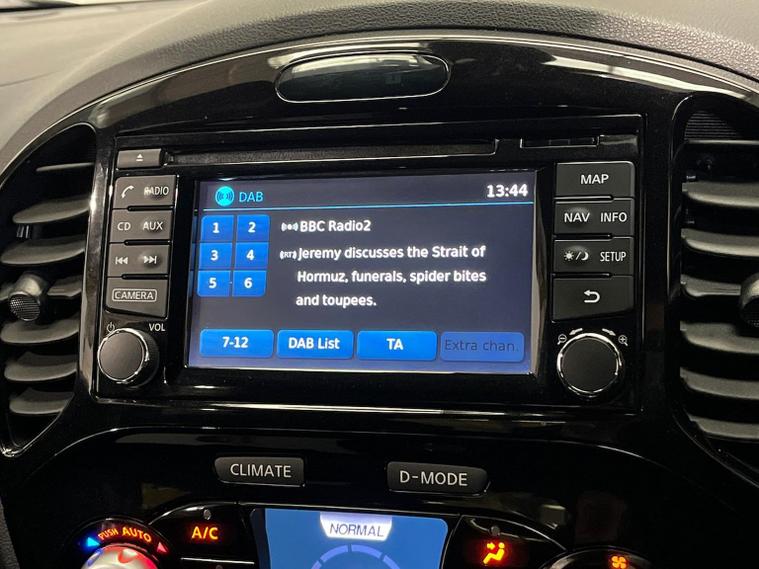 DAB
13:44
RADIO
CD AUX
CAMERA
VOL
1 2
3 4
5 6
BBC Radio2
RT
Jeremy discusses the Strait of
Hormuz, funerals, spider bites
and toupees.
7-12 DAB List TA Extra chan.
MAP
NAV INFO
SETUP
CLIMATE D-MODE
PUSH AUTO
A/C
NORMAL